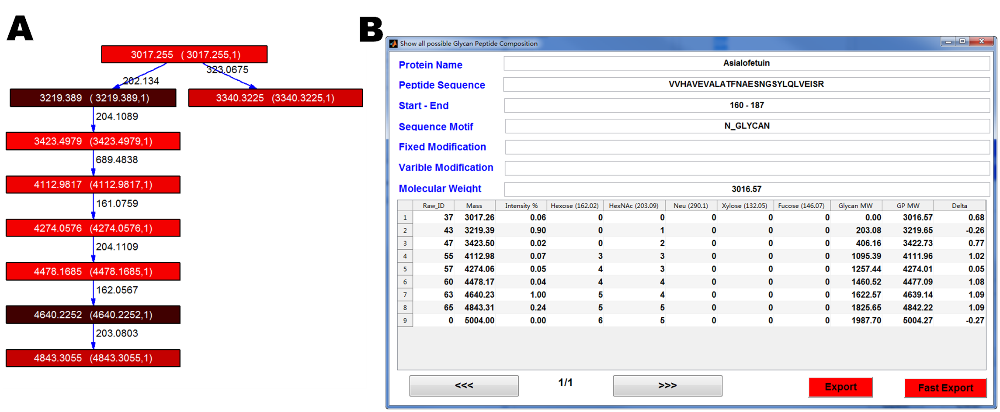 A
3017.255 ( 3017.255,1)
323.0675
202.134
3219.389 ( 3219.389,1)
3340.3225 (3340.3225,1)
204.1089
3423.4979 (3423.4979,1)
689.4838
4112.9817 (4112.9817,1)
161.0759
4274.0576 (4274.0576,1)
204.1109
4478.1685 (4478.1685,1)
162.0567
4640.2252 (4640.2252,1)
203.0803
4843.3055 (4843.3055,1)
B
Show all possible Glycan Peptide Composition
Protein Name Asialofetuin
Peptide Sequence VVHAVEVALATFNAESNGSYLQLVEISR
Start - End 160 - 187
Sequence Motif N_GLYCAN
Fixed Modification
Varible Modification
Molecular Weight 3016.57
Raw_ID Mass Intensity % Hexose (162.02) HexNAc (203.09) Neu (290.1) Xylose (132.05) Fucose (146.07) Glycan MW GP MW Delta
1 37 3017.26 0.06 0 0 0 0 0 0.00 3016.57 0.68
2 43 3219.39 0.90 0 1 0 0 0 203.08 3219.65 -0.26
3 47 3423.50 0.02 0 2 0 0 0 406.16 3422.73 0.77
4 55 4112.98 0.07 3 3 0 0 0 1095.39 4111.96 1.02
5 57 4274.06 0.05 4 3 0 0 0 1257.44 4274.01 0.05
6 60 4478.17 0.04 4 4 0 0 0 1460.52 4477.09 1.08
7 63 4640.23 1.00 5 4 0 0 0 1622.57 4639.14 1.09
8 65 4843.31 0.24 5 5 0 0 0 1825.65 4842.22 1.09
9 0 5004.00 0.00 6 5 0 0 0 1987.70 5004.27 -0.27
<<< 1/1 >>> Export Fast Export